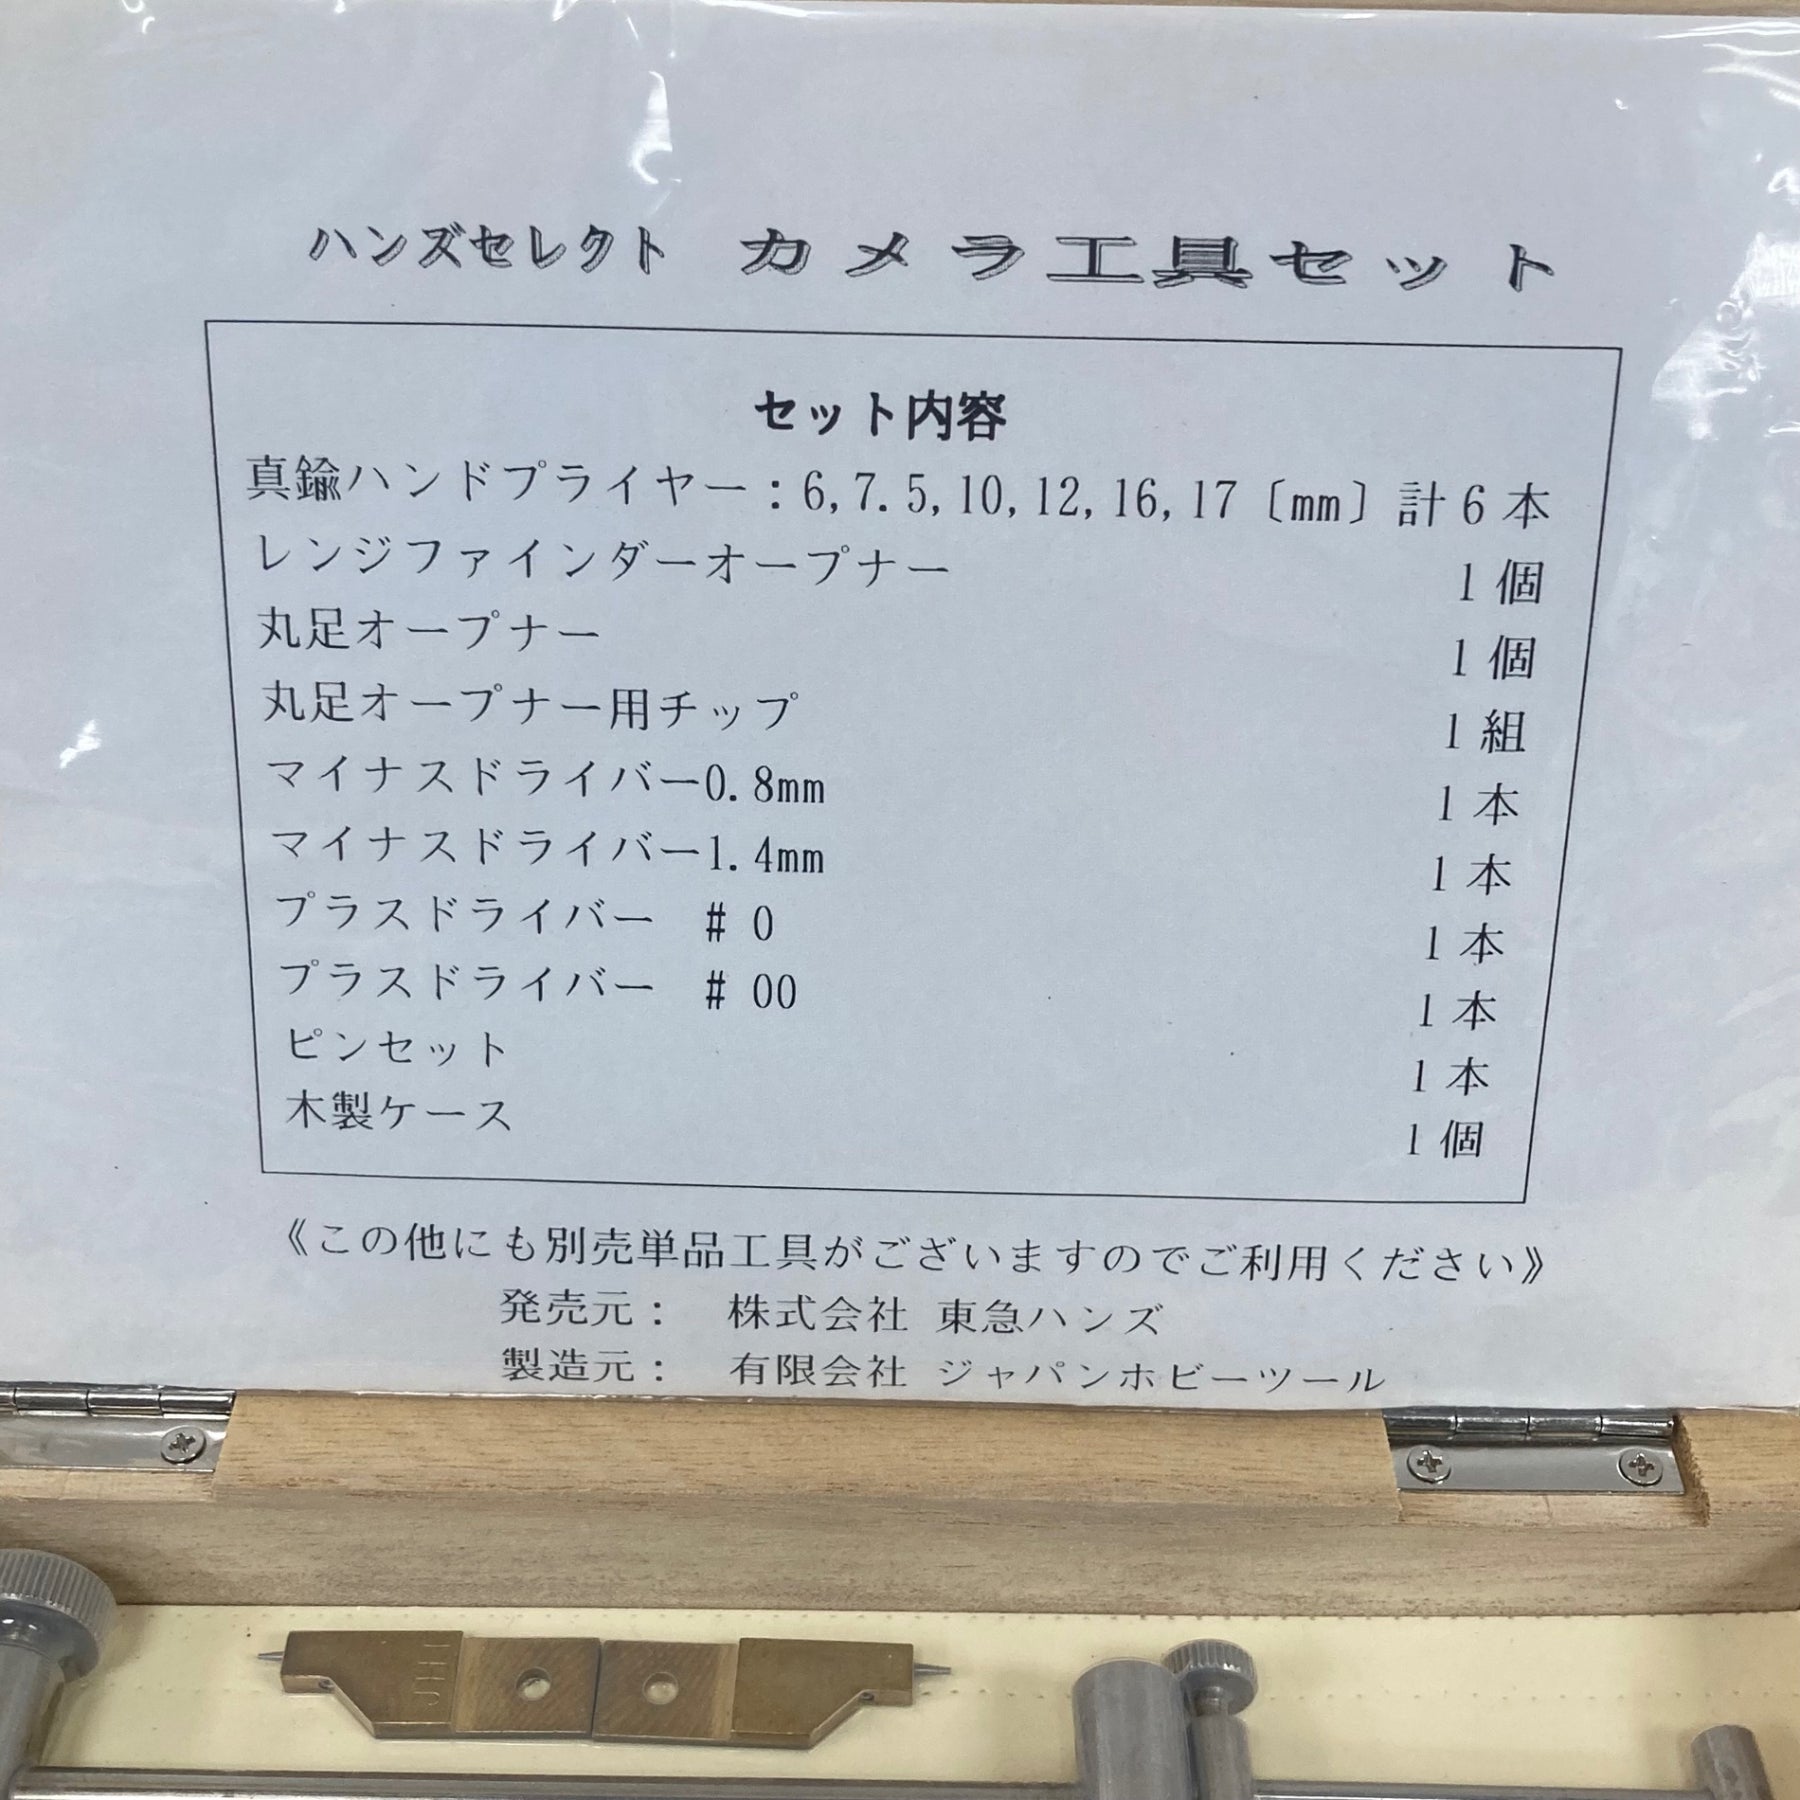 ハンズセレクト カメラ工具セット
セット内容
真鍮ハンドプライヤー：6,7.5,10,12,16,17〔mm〕計6本
レンジファインダーオープナー 1個
丸足オープナー 1個
丸足オープナー用チップ 1組
マイナスドライバー0.8mm 1本
マイナスドライバー1.4mm 1本
プラスドライバー ＃0 1本
プラスドライバー ＃00 1本
ピンセット 1本
木製ケース 1個
《この他にも別売単品工具がございますのでご利用ください》
発売元： 株式会社 東急ハンズ
製造元： 有限会社 ジャパンホビーツール